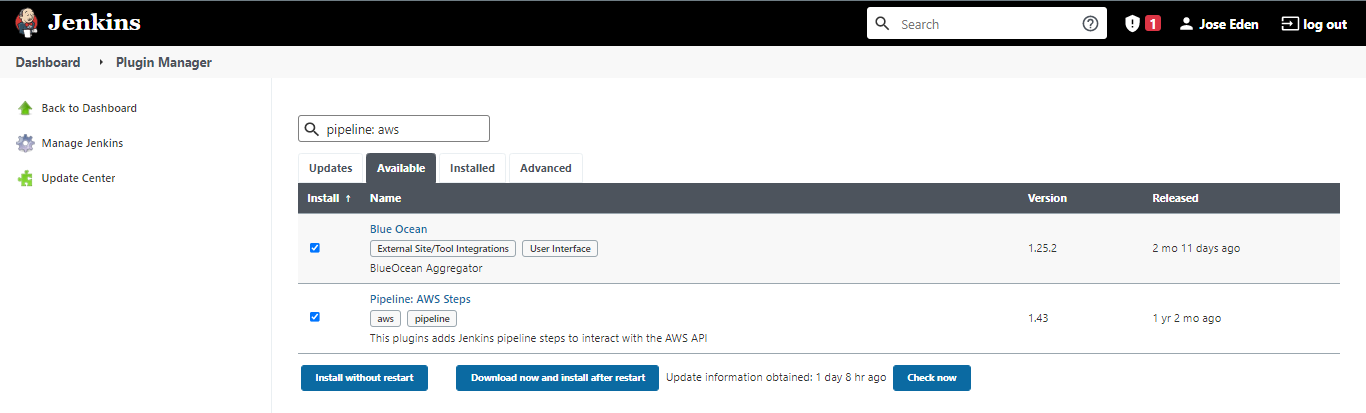 Jenkins
Search
1
Jose Eden
log out
Dashboard
Plugin Manager
Back to Dashboard
Manage Jenkins
Update Center
pipeline: aws
Updates Available Installed Advanced
Install ↑ Name Version Released
Blue Ocean
External Site/Tool Integrations User Interface
1.25.2 2 mo 11 days ago
BlueOcean Aggregator
Pipeline: AWS Steps
aws pipeline
1.43 1 yr 2 mo ago
This plugins adds Jenkins pipeline steps to interact with the AWS API
Install without restart Download now and install after restart Update information obtained: 1 day 8 hr ago Check now